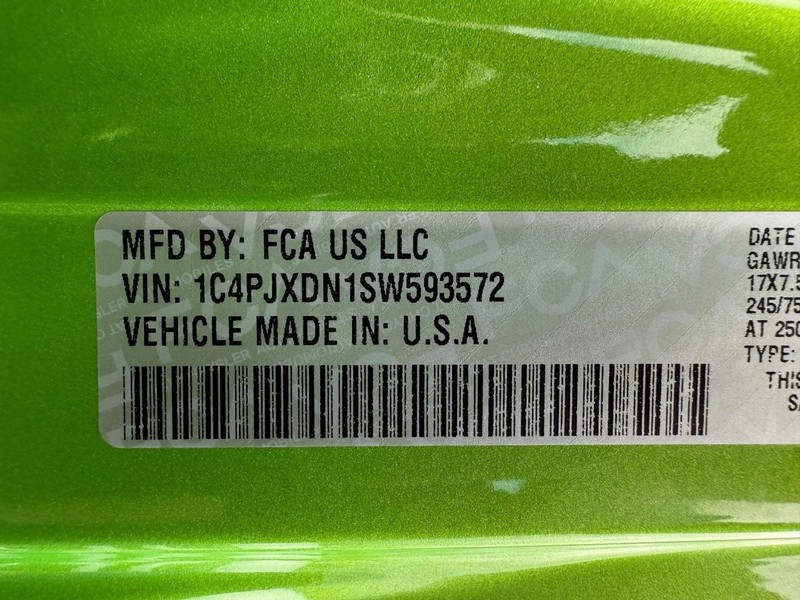 MFD BY: FCA US LLC
VIN: 1C4PJXDN1SW593572
VEHICLE MADE IN: U.S.A.
DATE
GAWR
17X7.5
245/75
AT 250
TYPE:
THIS